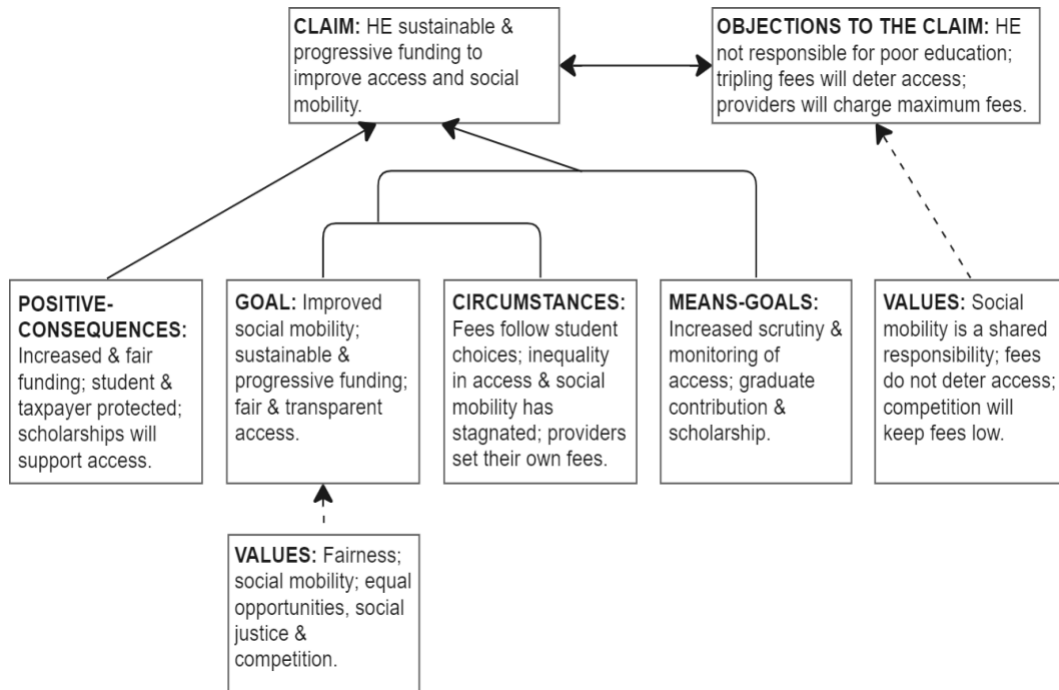 CLAIM: HE sustainable &
progressive funding to
improve access and social
mobility.
OBJECTIONS TO THE CLAIM: HE
not responsible for poor education;
tripling fees will deter access;
providers will charge maximum fees.
POSITIVE-
CONSEQUENCES:
Increased & fair
funding; student &
taxpayer protected;
scholarships will
support access.
GOAL: Improved
social mobility;
sustainable &
progressive funding;
fair & transparent
access.
CIRCUMSTANCES:
Fees follow student
choices; inequality
in access & social
mobility has
stagnated; providers
set their own fees.
MEANS-GOALS:
Increased scrutiny &
monitoring of
access; graduate
contribution &
scholarship.
VALUES: Social
mobility is a shared
responsibility; fees
do not deter access;
competition will
keep fees low.
VALUES: Fairness;
social mobility; equal
opportunities, social
justice &
competition.